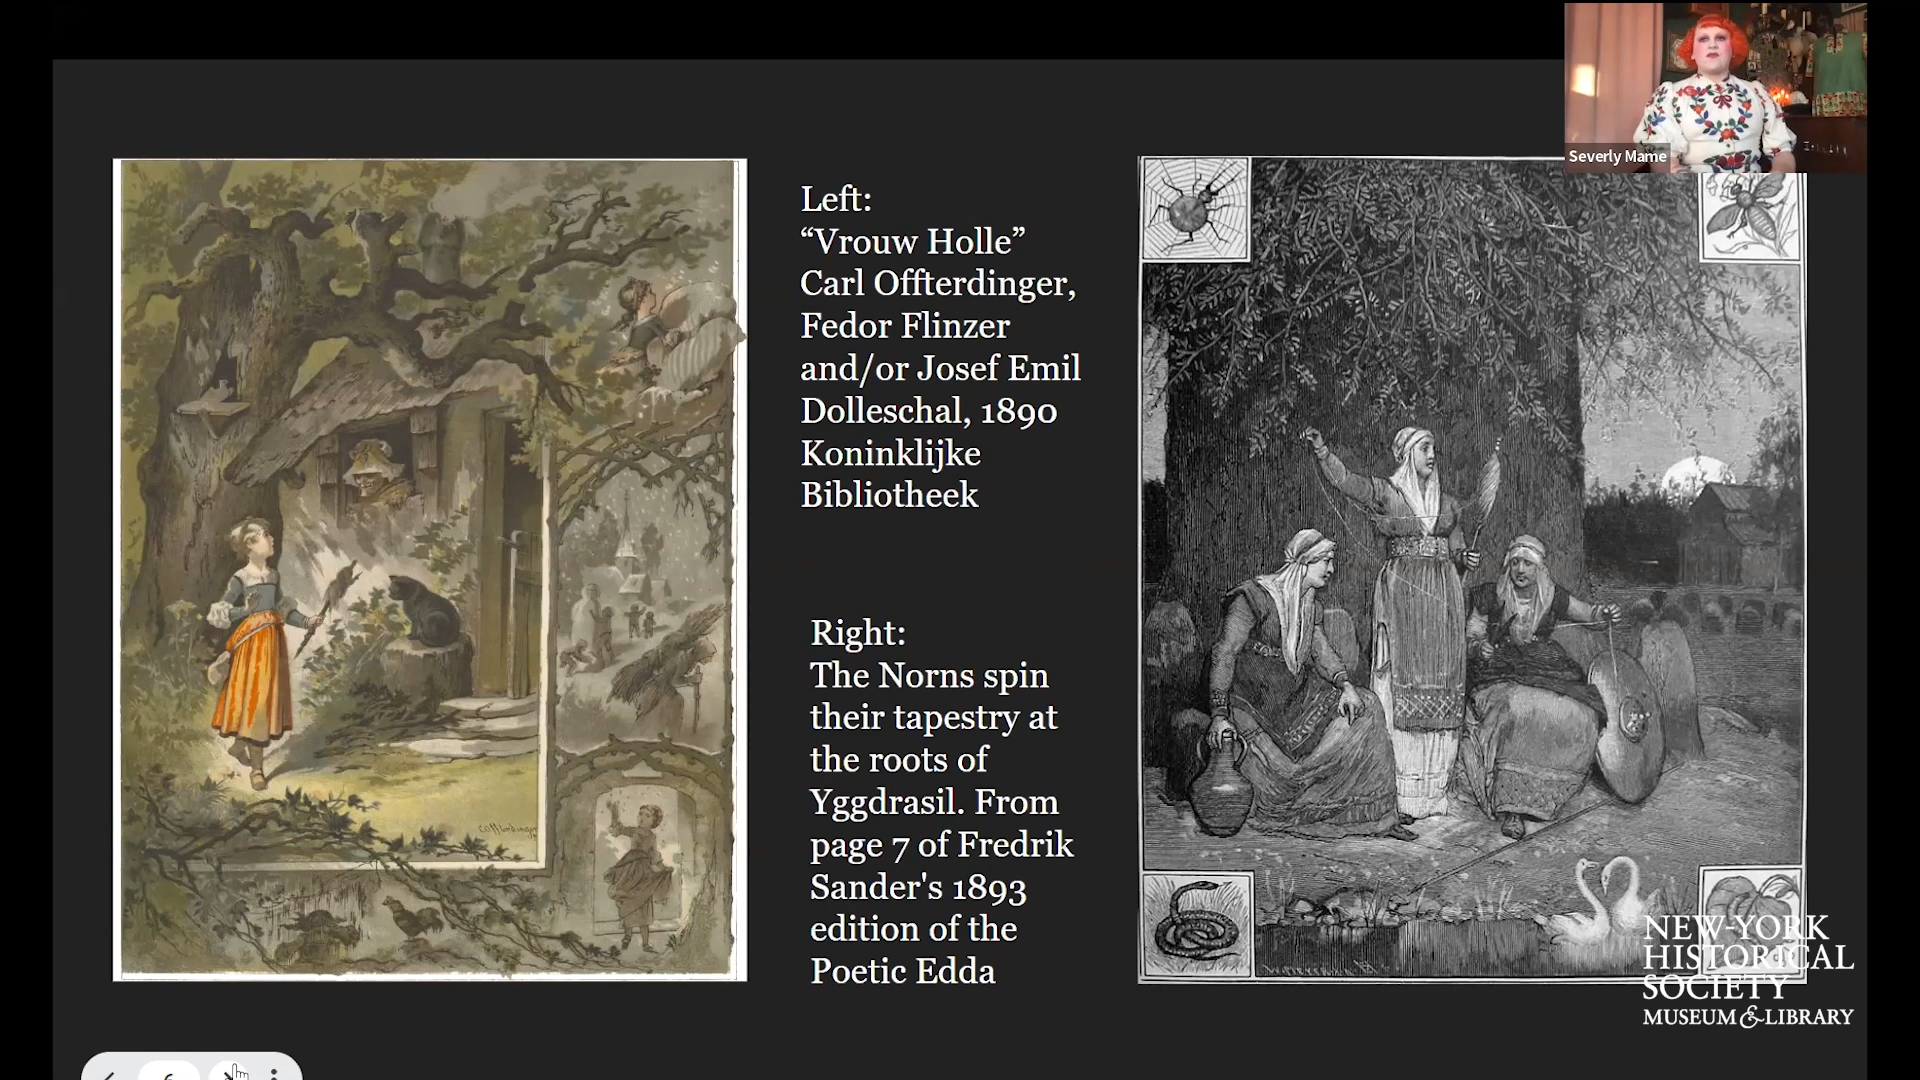 Severly Mame
Left:
“Vrouw Holle”
Carl Offterdinger,
Fedor Flinzer
and/or Josef Emil
Dolleschal, 1890
Koninklijke
Bibliotheek
Right:
The Norns spin
their tapestry at
the roots of
Yggdrasil. From
page 7 of Fredrik
Sander's 1893
edition of the
Poetic Edda
NEW-YORK
HISTORICAL
SOCIETY
MUSEUM & LIBRARY
6